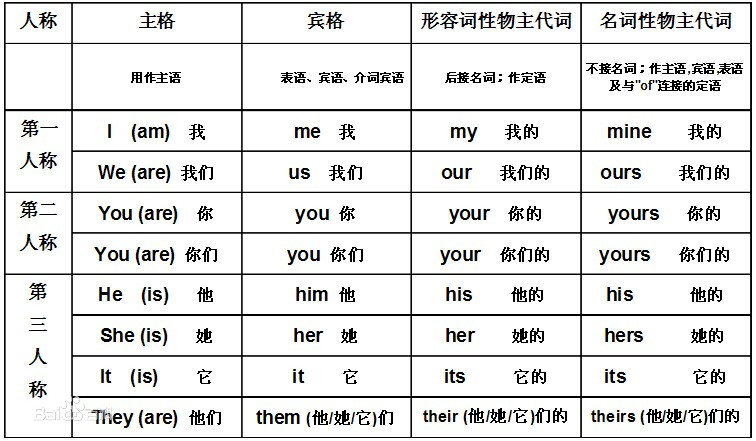 人称 主格 宾格 形容词性物主代词 名词性物主代词
用作主语 表语、宾语、介词宾语 后接名词；作定语 不接名词；作主语,宾语,表语
及与"of"连接的定语
第一
人称
I (am) 我 me 我 my 我的 mine 我的
We (are) 我们 us 我们 our 我们的 ours 我们的
第二
人称
You (are) 你 you 你 your 你的 yours 你的
You (are) 你们 you 你们 your 你们的 yours 你们的
第
三
人
称
He (is) 他 him 他 his 他的 his 他的
She (is) 她 her 她 her 她的 hers 她的
It (is) 它 it 它 its 它的 its 它的
They (are) 他们 them (他/她/它)们 their (他/她/它)们的 theirs (他/她/它)们的